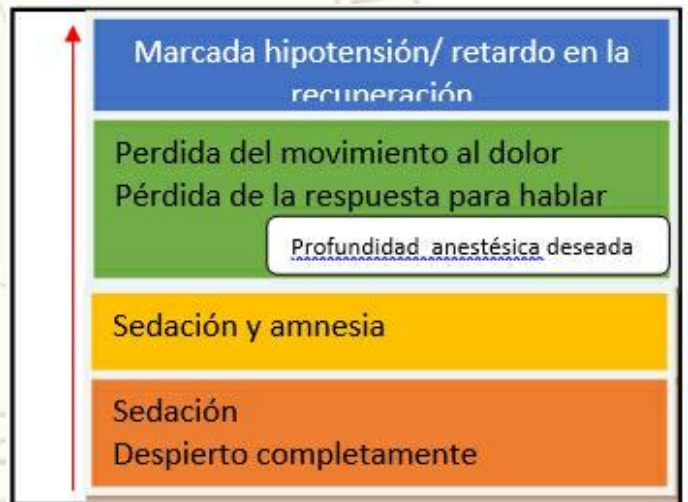 Marcada hipotensión/ retardo en la
recuperación
Perdida del movimiento al dolor
Pérdida de la respuesta para hablar
Profundidad anestésica deseada
Sedación y amnesia
Sedación
Despierto completamente